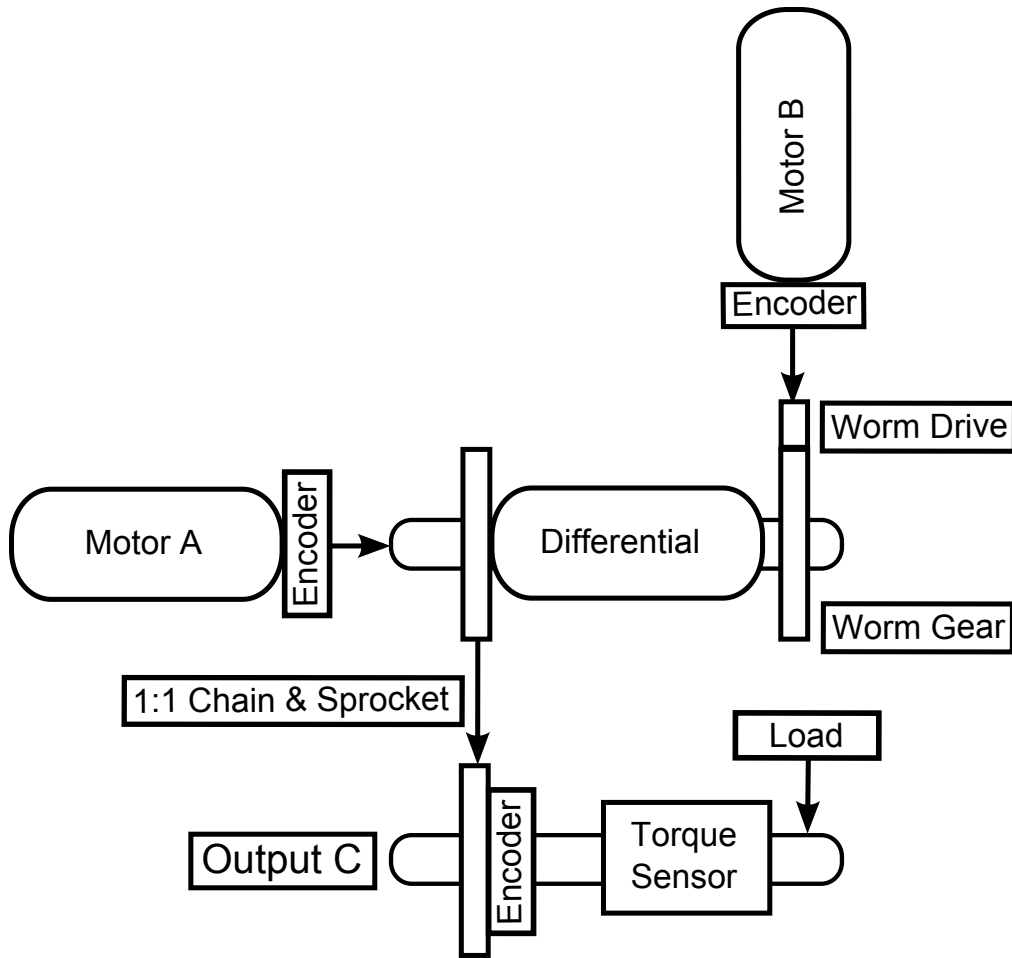 Motor B
Encoder
Worm Drive
Motor A
Encoder
Differential
Worm Gear
1:1 Chain & Sprocket
Load
Output C
Encoder
Torque
Sensor